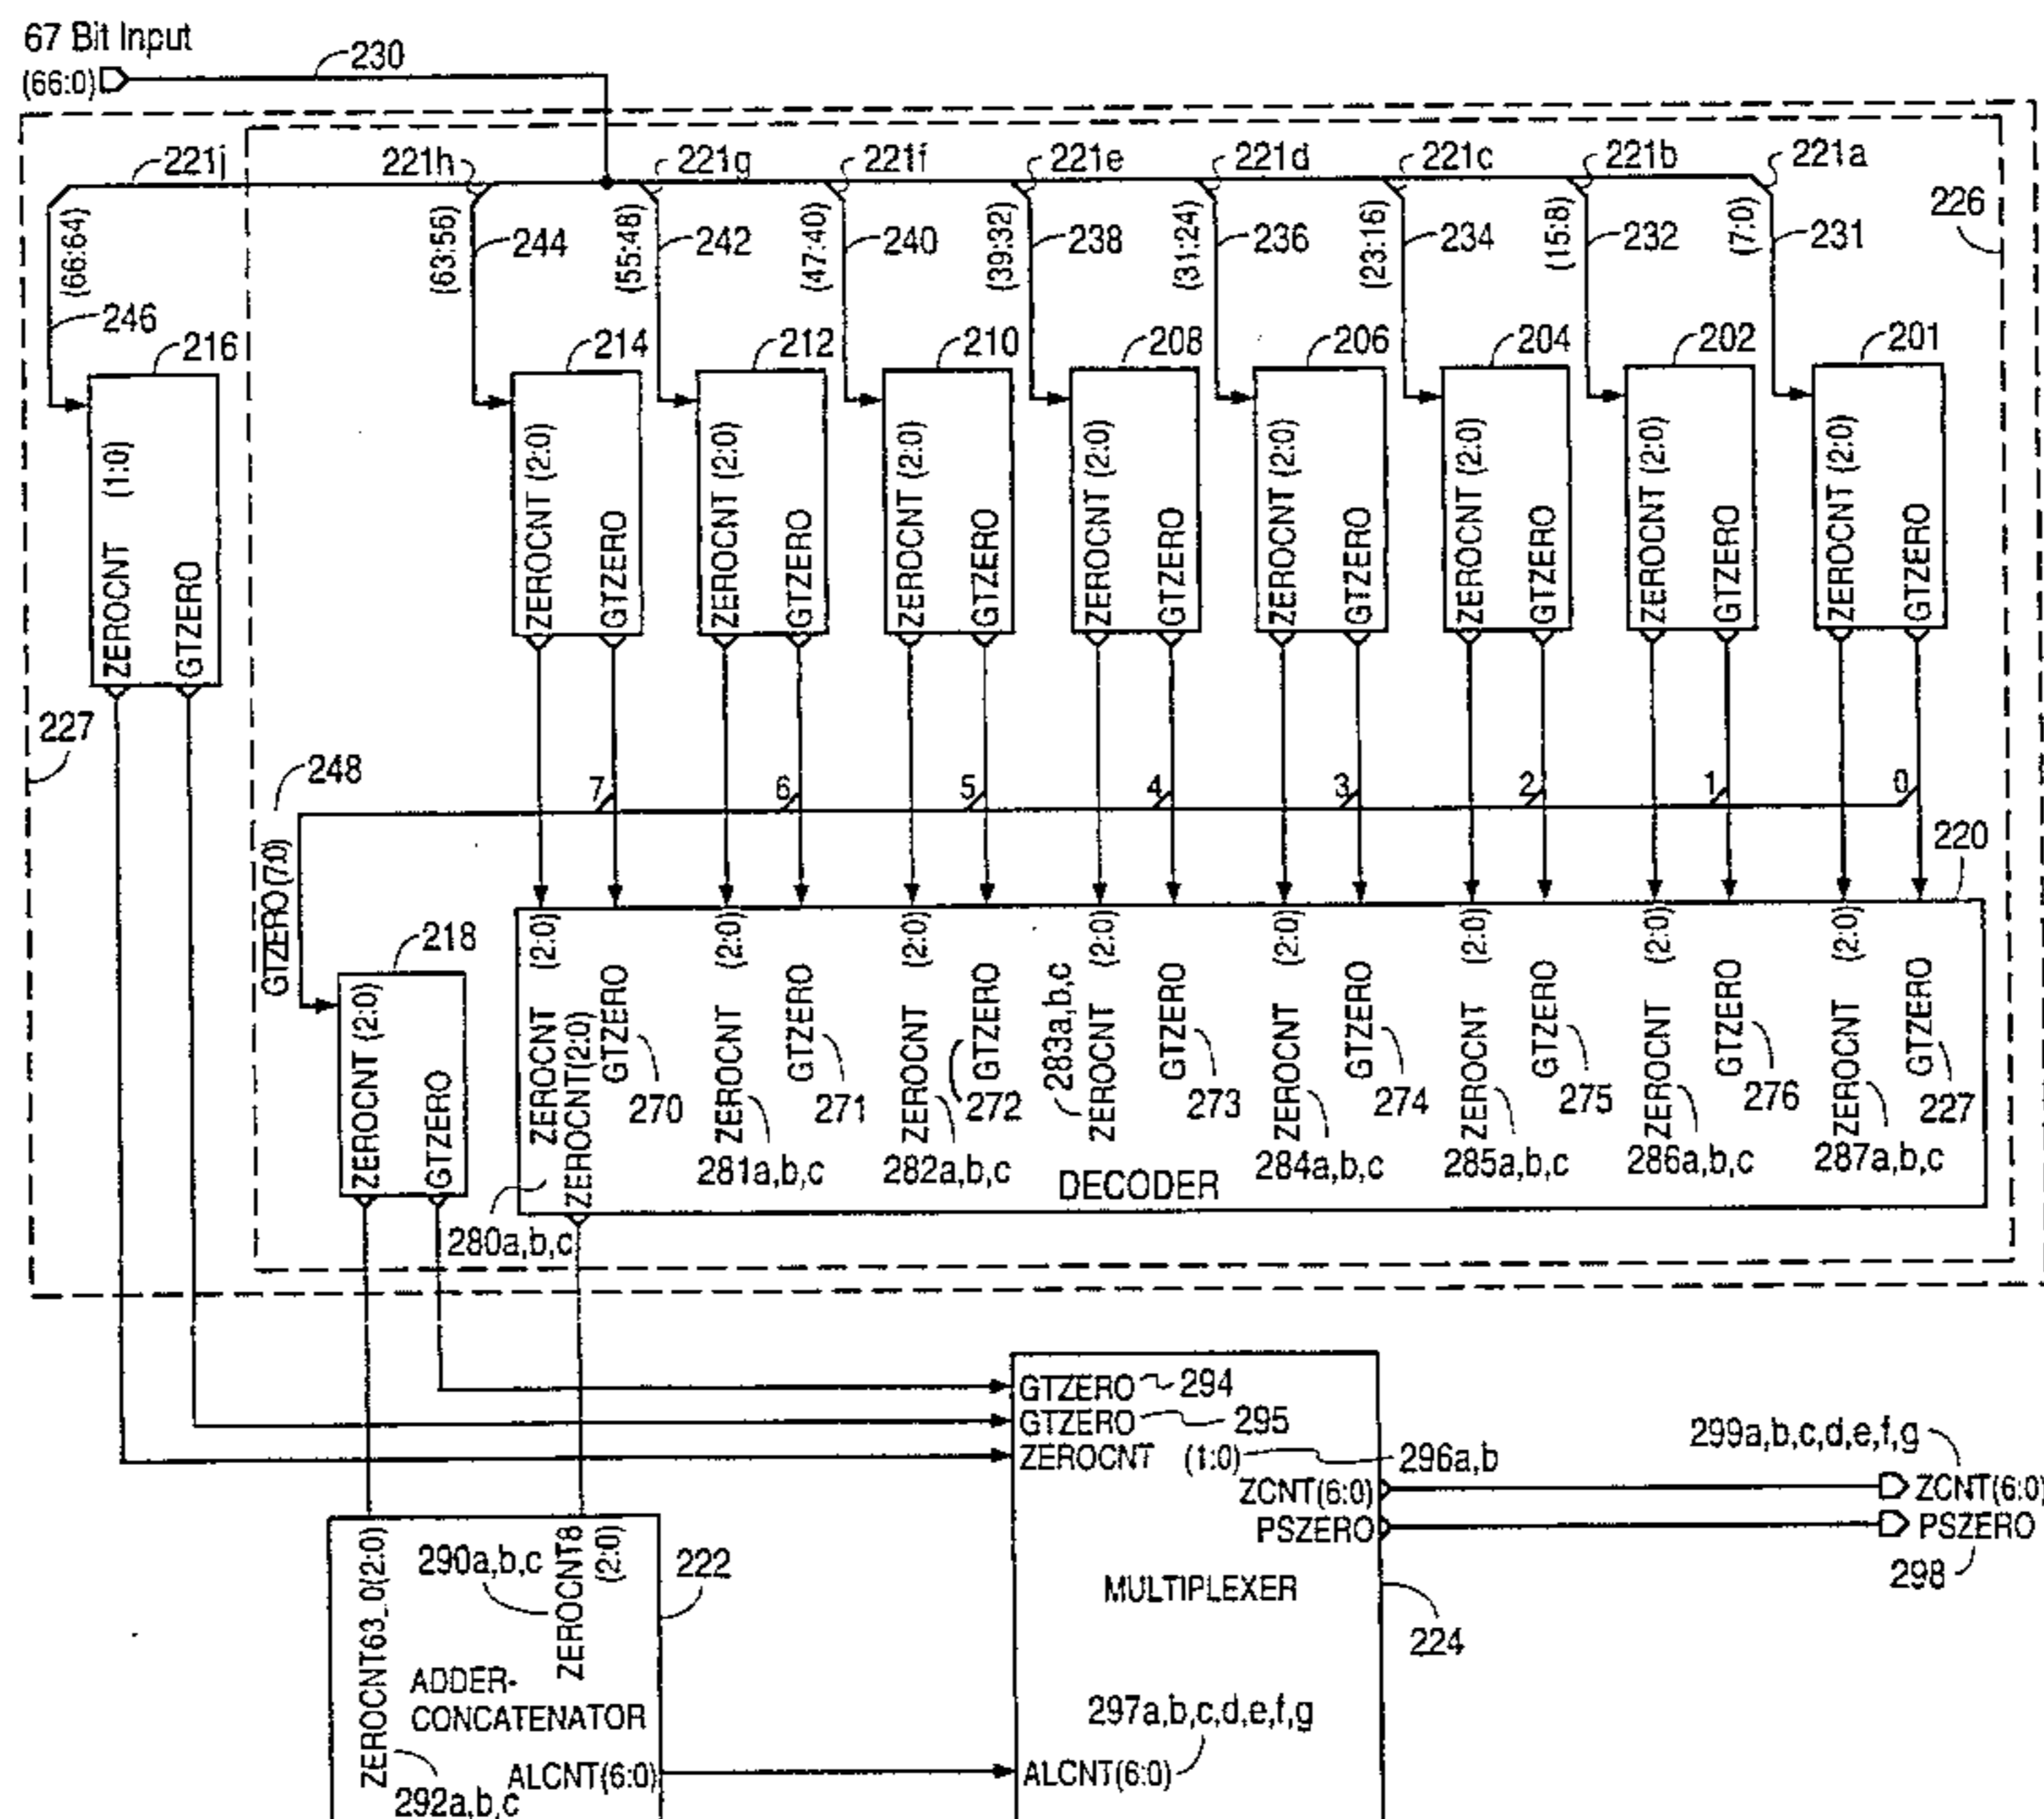 67 Bit Input
(66:0)
230
221j
221h
221g
221f
221e
221d
221c
221b
221a
226
(66:64)
(63:56)
(55:48)
(47:40)
(39:32)
(31:24)
(23:16)
(15:8)
(7:0)
246
244
242
240
238
236
234
232
231
216
214
212
210
208
206
204
202
201
ZEROCNT (1:0)
GTZERO
ZEROCNT (2:0)
GTZERO
ZEROCNT (2:0)
GTZERO
ZEROCNT (2:0)
GTZERO
ZEROCNT (2:0)
GTZERO
ZEROCNT (2:0)
GTZERO
ZEROCNT (2:0)
GTZERO
ZEROCNT (2:0)
GTZERO
ZEROCNT (2:0)
GTZERO
227
248
7
6
5
4
3
2
1
0
220
GTZERO(7:0)
218
ZEROCNT (2:0)
GTZERO
ZEROCNT (2:0)
ZEROCNT(2:0)
GTZERO
270
280a,b,c
ZEROCNT (2:0)
281a,b,c
GTZERO
271
ZEROCNT (2:0)
282a,b,c
GTZERO
272
ZEROCNT (2:0)
283a,b,c
GTZERO
273
ZEROCNT (2:0)
284a,b,c
GTZERO
274
ZEROCNT (2:0)
285a,b,c
GTZERO
275
ZEROCNT (2:0)
286a,b,c
GTZERO
276
ZEROCNT (2:0)
287a,b,c
GTZERO
227
DECODER
GTZERO 294
GTZERO 295
ZEROCNT (1:0) 296a,b
ZCNT(6:0)
PSZERO
299a,b,c,d,e,f,g
ZCNT(6:0)
PSZERO
298
MULTIPLEXER
224
297a,b,c,d,e,f,g
ALCNT(6:0)
ZEROCNT63_0(2:0)
290a,b,c
ZEROCNT8 (2:0)
222
ADDER-
CONCATENATOR
ALCNT(6:0)
292a,b,c